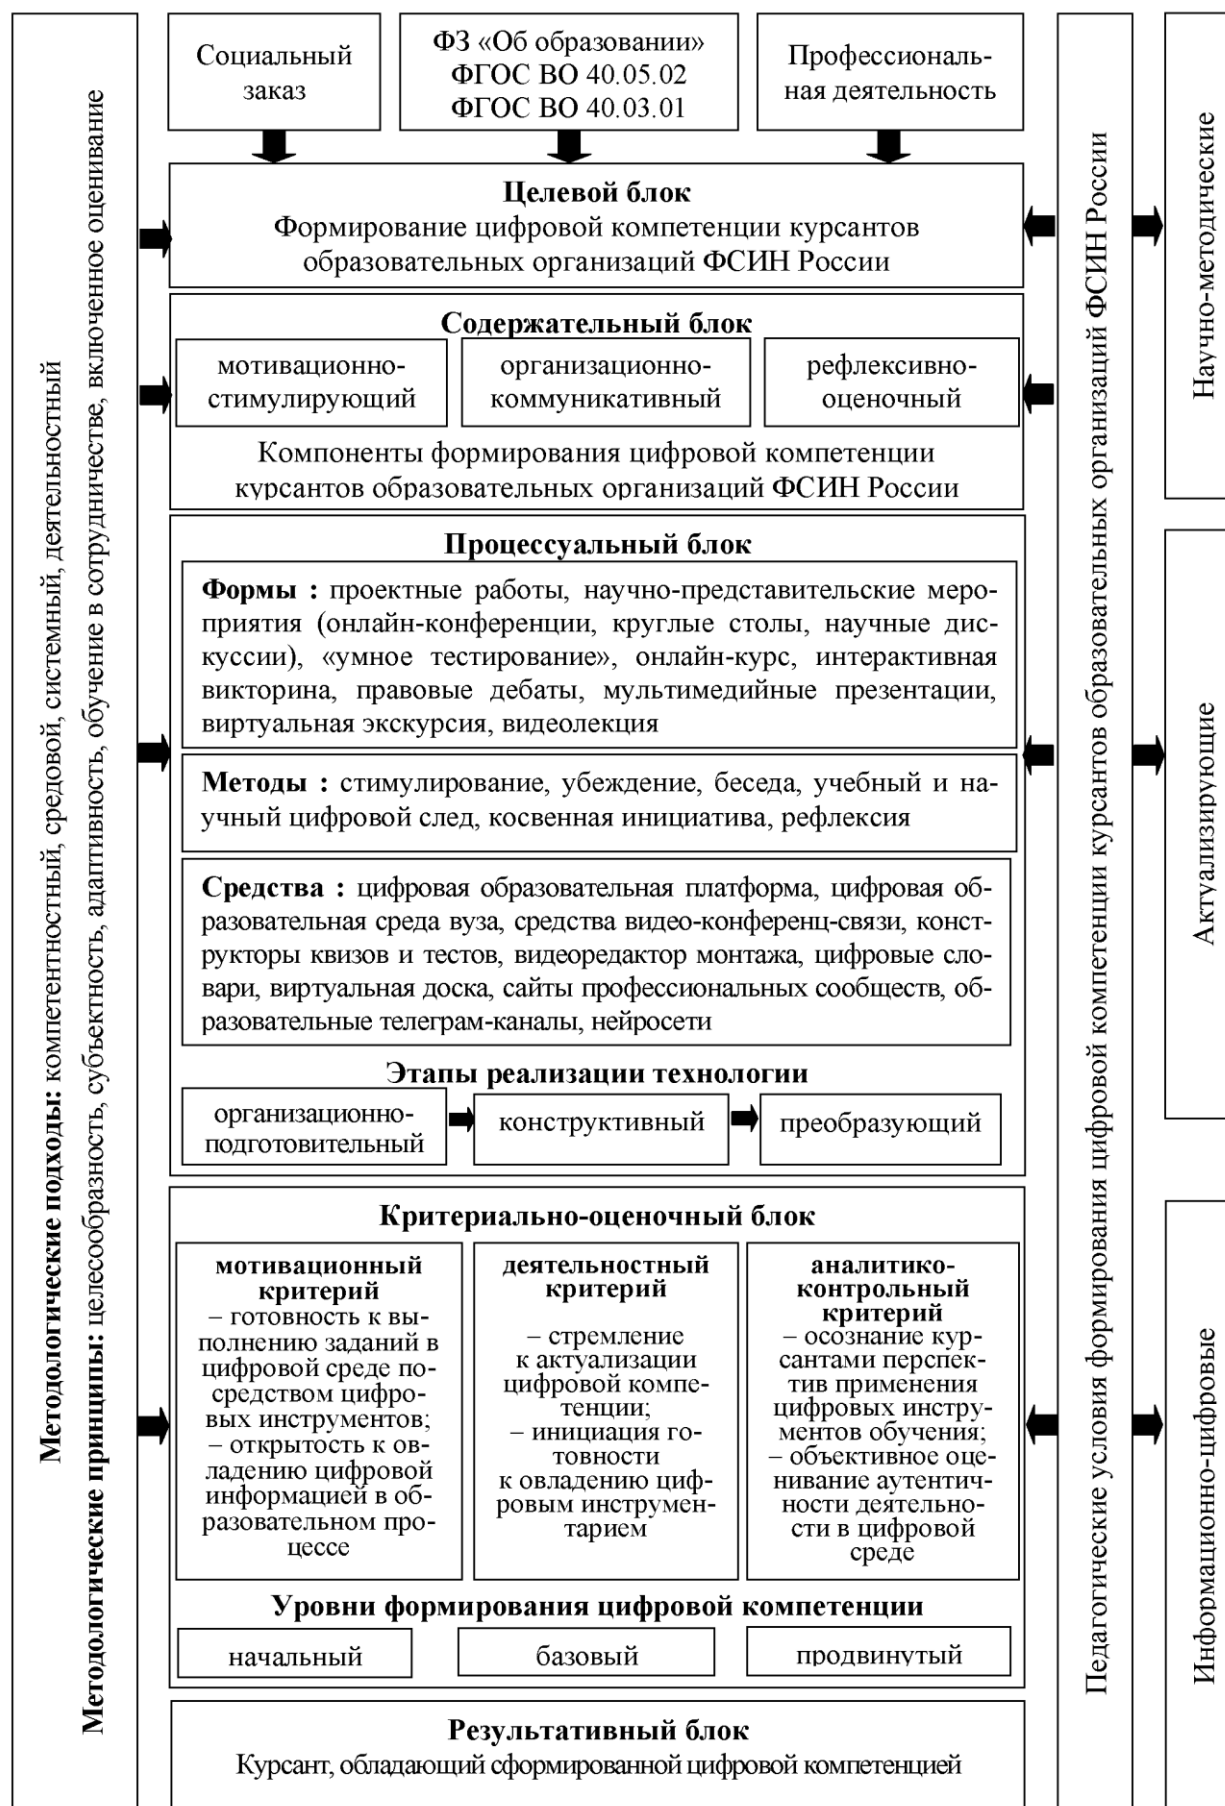 Методологические подходы: компетентностный, средовой, системный, деятельностный
Методологические принципы: целесообразность, субъектность, адаптивность, обучение в сотрудничестве, включенное оценивание
Социальный
заказ
ФЗ «Об образовании»
ФГОС ВО 40.05.02
ФГОС ВО 40.03.01
Профессиональ-
ная деятельность
Целевой блок
Формирование цифровой компетенции курсантов
образовательных организаций ФСИН России
Содержательный блок
мотивационно-
стимулирующий
организационно-
коммуникативный
рефлексивно-
оценочный
Компоненты формирования цифровой компетенции
курсантов образовательных организаций ФСИН России
Процессуальный блок
Формы : проектные работы, научно-представительские меро-
приятия (онлайн-конференции, круглые столы, научные дис-
куссии), «умное тестирование», онлайн-курс, интерактивная
викторина, правовые дебаты, мультимедийные презентации,
виртуальная экскурсия, видеолекция
Методы : стимулирование, убеждение, беседа, учебный и на-
учный цифровой след, косвенная инициатива, рефлексия
Средства : цифровая образовательная платформа, цифровая об-
разовательная среда вуза, средства видео-конференц-связи, конст-
рукторы квизов и тестов, видеоредактор монтажа, цифровые сло-
вари, виртуальная доска, сайты профессиональных сообществ, об-
разовательные телеграм-каналы, нейросети
Этапы реализации технологии
организационно-
подготовительный
конструктивный
преобразующий
Критериально-оценочный блок
мотивационный
критерий
– готовность к вы-
полнению заданий в
цифровой среде по-
средством цифро-
вых инструментов;
– открытость к ов-
ладению цифровой
информацией в об-
разовательном про-
цессе
деятельностный
критерий
– стремление
к актуализации
цифровой компе-
тенции;
– инициация го-
товности
к овладению циф-
ровым инструмен-
тарием
аналитико-
контрольный
критерий
– осознание кур-
сантами перспек-
тив применения
цифровых инстру-
ментов обучения;
– объективное оце-
нивание аутентич-
ности деятельно-
сти в цифровой
среде
Уровни формирования цифровой компетенции
начальный
базовый
продвинутый
Результативный блок
Курсант, обладающий сформированной цифровой компетенцией
Педагогические условия формирования цифровой компетенции курсантов образовательных организаций ФСИН России
Научно-методические
Актуализирующие
Информационно-цифровые